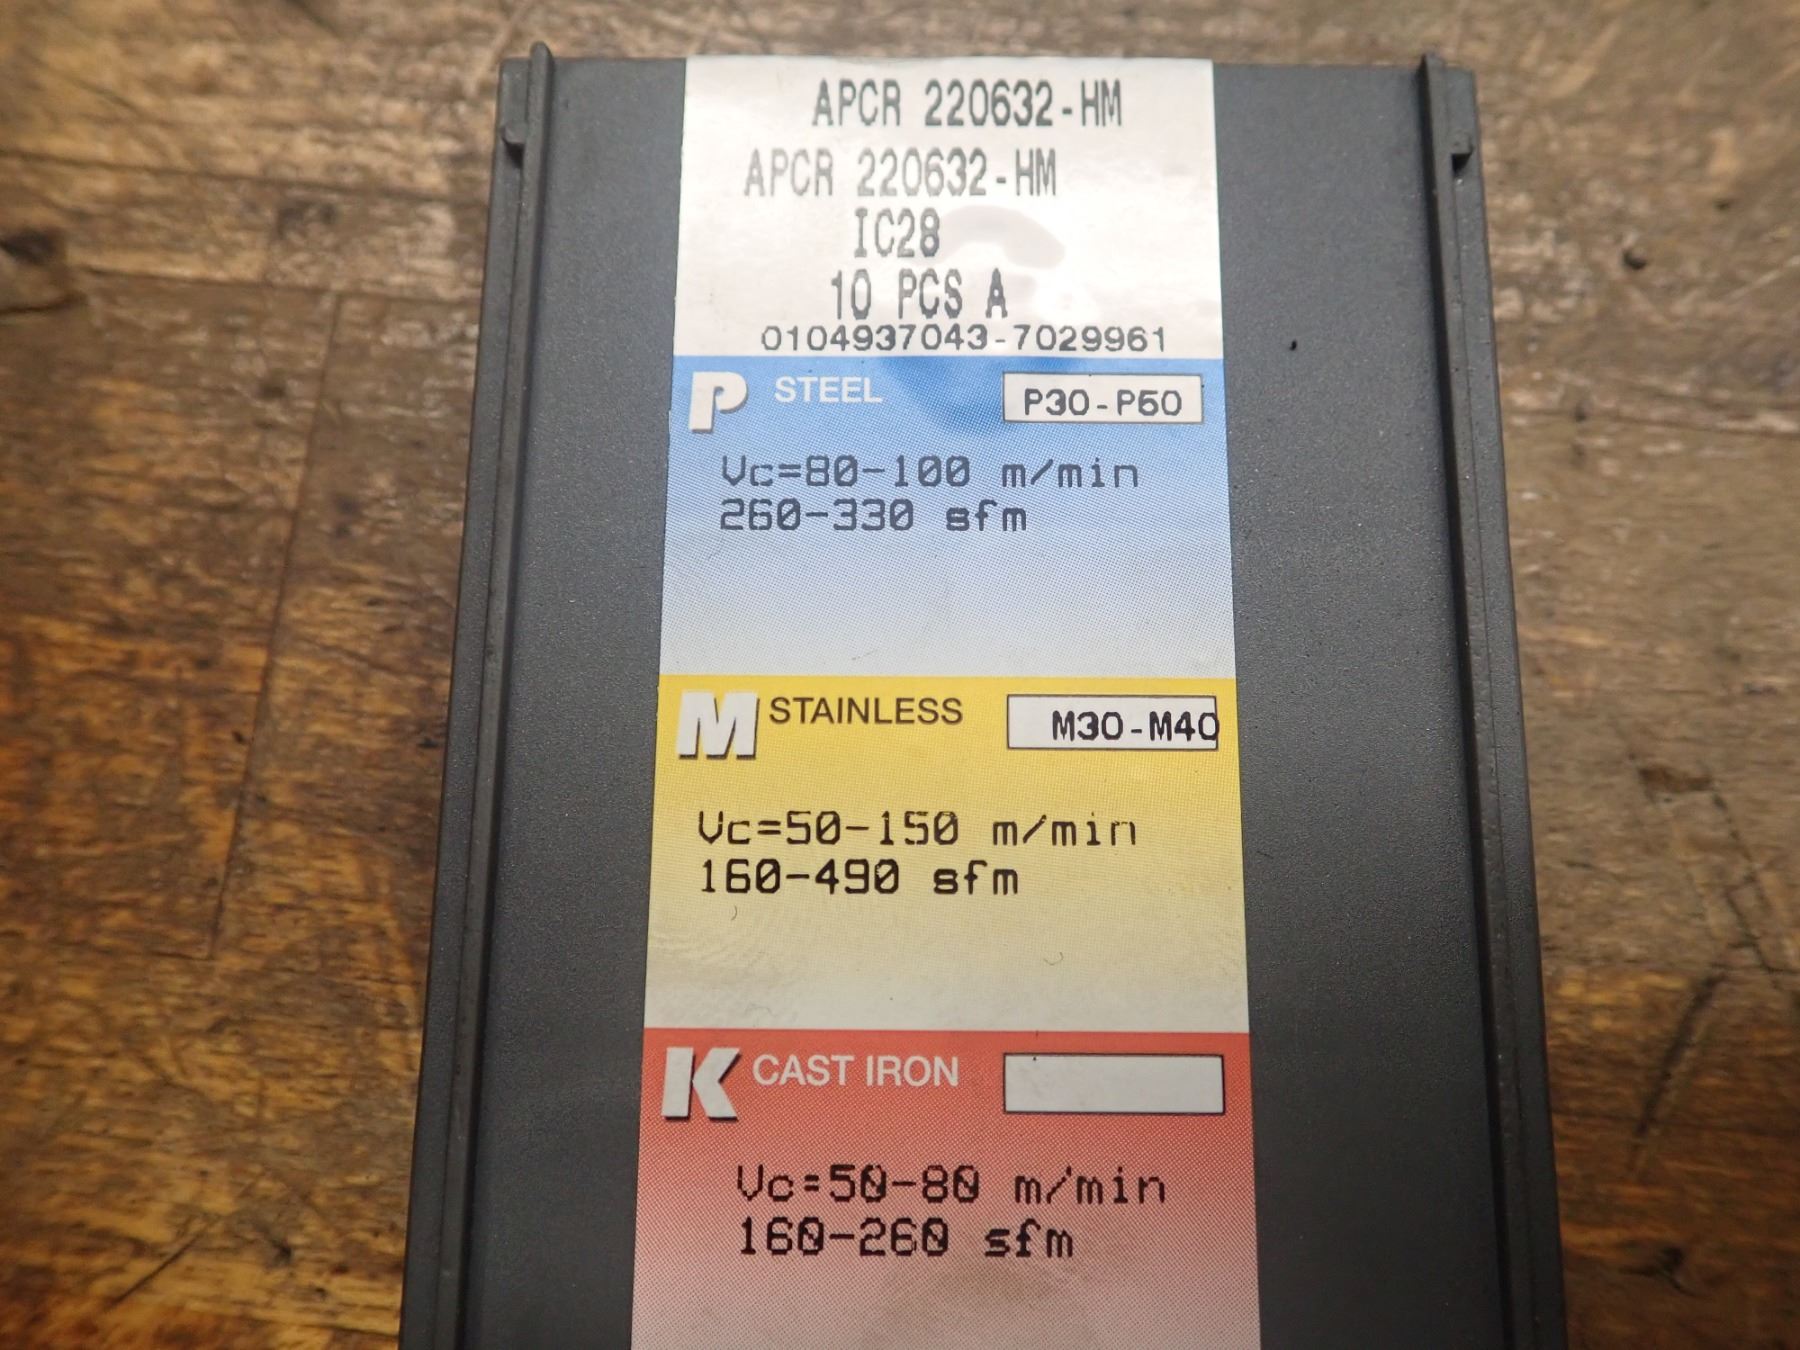 APCR 220632-HM
APCR 220632-HM
IC28
10 PCS A
0104937043-7029961
P STEEL P30-P50
Vc=80-100 m/min
260-330 sfm
M STAINLESS M30-M40
Vc=50-150 m/min
160-490 sfm
K CAST IRON
Vc=50-80 m/min
160-260 sfm